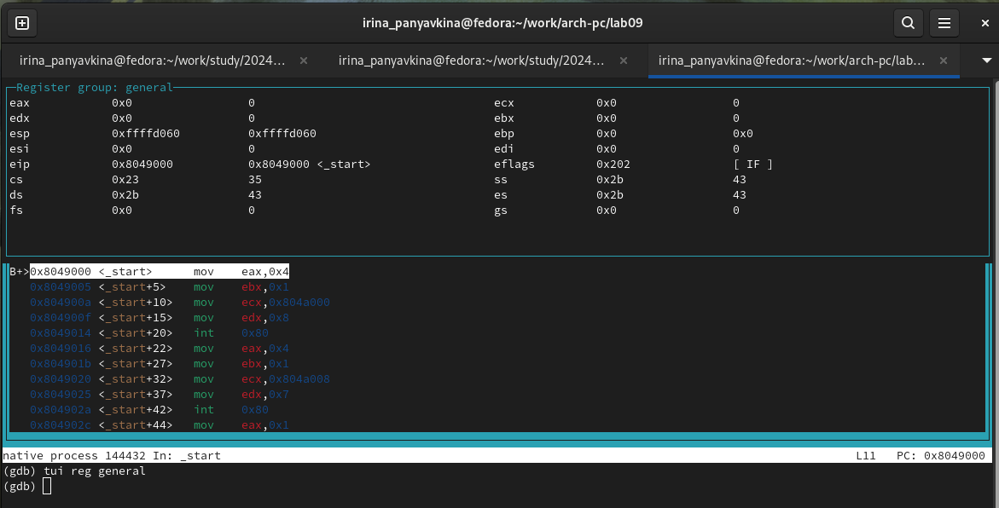 irina_panyavkina@fedora:~/work/arch-pc/lab09
irina_panyavkina@fedora:~/work/study/2024... irina_panyavkina@fedora:~/work/study/2024... irina_panyavkina@fedora:~/work/arch-pc/lab...
Register group: general
eax 0x0 0 ecx 0x0 0
edx 0x0 0 ebx 0x0 0
esp 0xffffd060 0xffffd060 ebp 0x0 0x0
esi 0x0 0 edi 0x0 0
eip 0x8049000 0x8049000 <_start> eflags 0x202 [ IF ]
cs 0x23 35 ss 0x2b 43
ds 0x2b 43 es 0x2b 43
fs 0x0 0 gs 0x0 0
B+>0x8049000 <_start> mov eax,0x4
0x8049005 <_start+5> mov ebx,0x1
0x804900a <_start+10> mov ecx,0x804a000
0x804900f <_start+15> mov edx,0x8
0x8049014 <_start+20> int 0x80
0x8049016 <_start+22> mov eax,0x4
0x804901b <_start+27> mov ebx,0x1
0x8049020 <_start+32> mov ecx,0x804a008
0x8049025 <_start+37> mov edx,0x7
0x804902a <_start+42> int 0x80
0x804902c <_start+44> mov eax,0x1
native process 144432 In: _start L11 PC: 0x8049000
(gdb) tui reg general
(gdb)